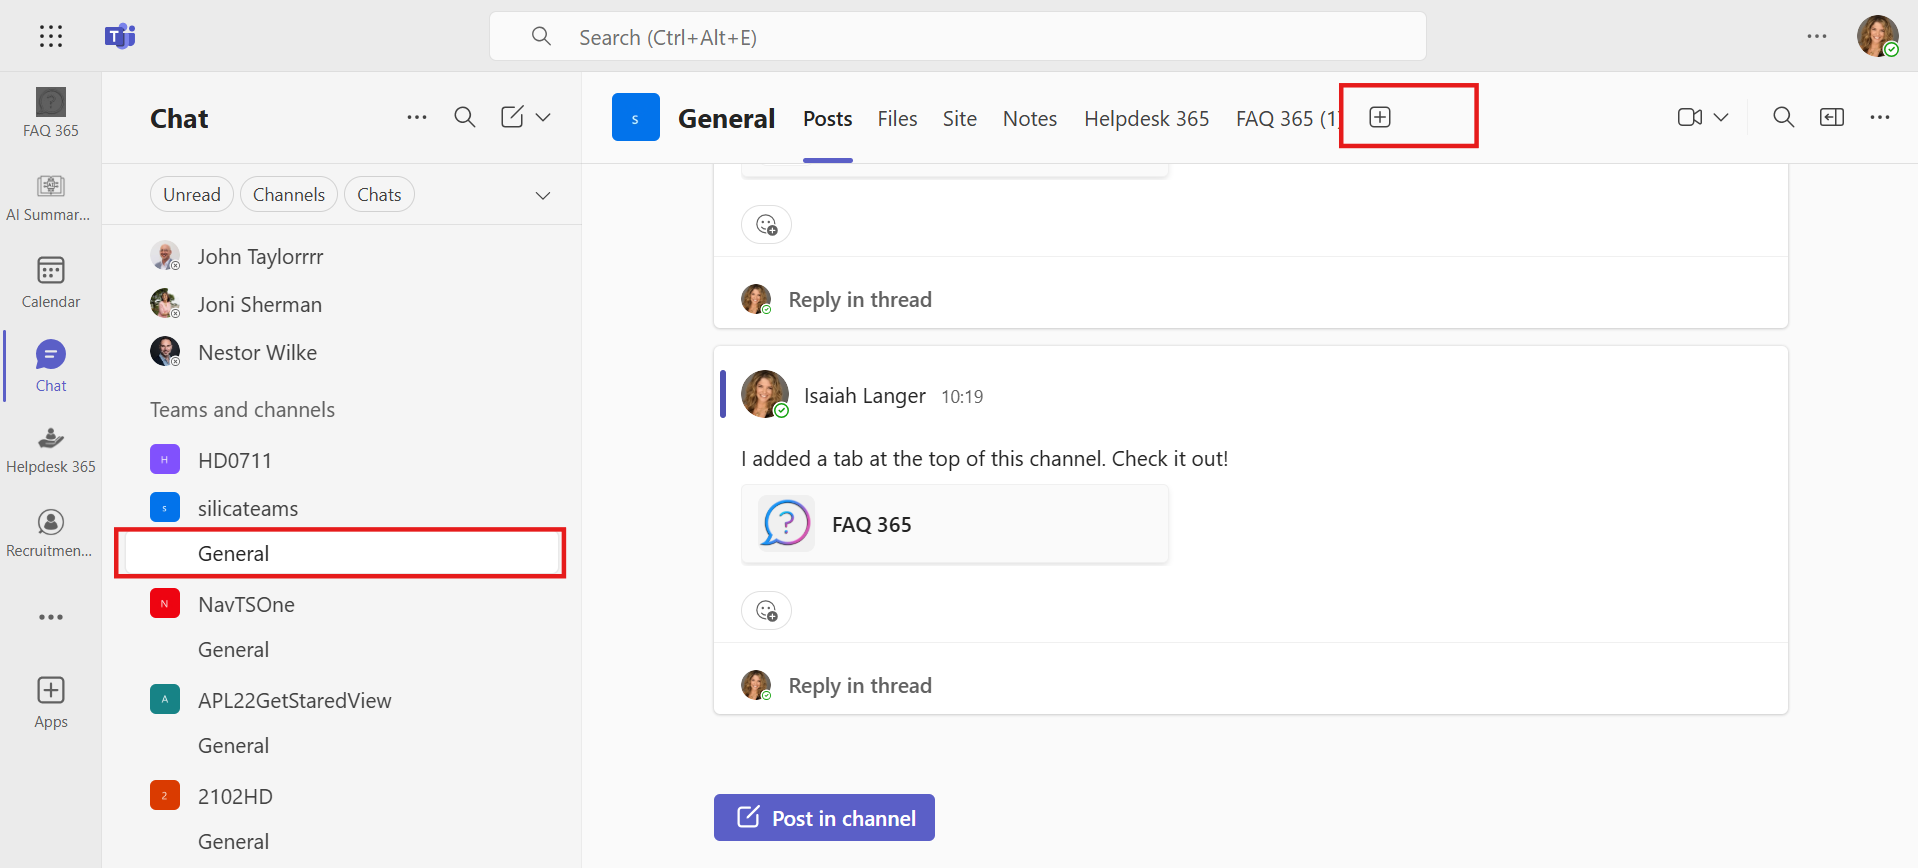 Search (Ctrl+Alt+E)
FAQ 365
AI Summar...
Calendar
Chat
Helpdesk 365
Recruitmen...
Apps
Chat
Unread
Channels
Chats
John Taylorrrr
Joni Sherman
Nestor Wilke
Teams and channels
H
HD0711
s
silicateams
General
N
NavTSOne
General
A
APL22GetStaredView
General
2
2102HD
General
s
General
Posts
Files
Site
Notes
Helpdesk 365
FAQ 365 (1)
Reply in thread
Isaiah Langer 10:19
I added a tab at the top of this channel. Check it out!
FAQ 365
Reply in thread
Post in channel